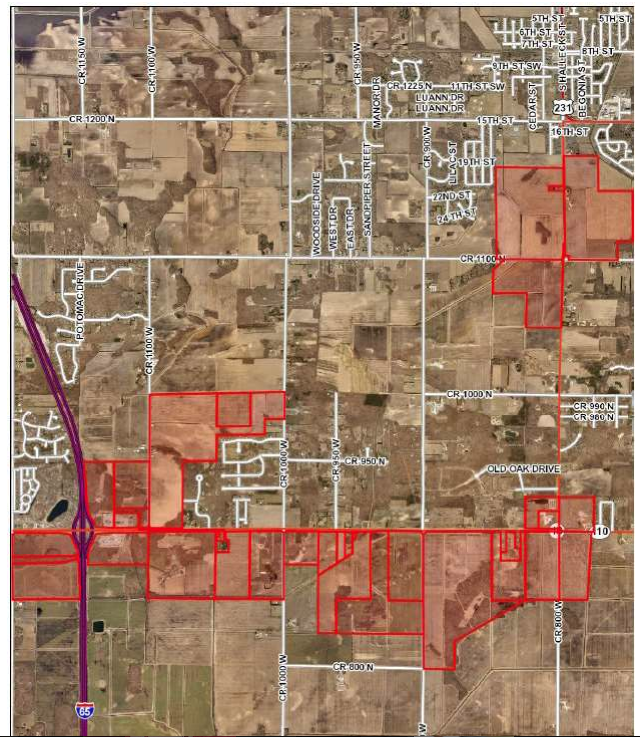 5TH ST
5TH ST
6TH ST
7TH ST
8TH ST
S HALLECK ST
BEGONIA ST
9TH ST SW
11TH ST SW
CEDAR ST
CR 1150 W
CR 1100 W
CR 950 W
CR 1225 N
LUANN DR
LUANN DR
MANOR DR
231
CR 1200 N
15TH ST
16TH ST
CR 900 W
LILAC ST
19TH ST
22ND ST
24 TH ST
WOODSIDE DRIVE
WEST DR
EAST DR
SANDPIPER STREET
CR 1100 N
POTOMAC DRIVE
CR 1100 W
CR 1000 N
CR 990 N
CR 980 N
CR 1000 W
CR 950 W
CR 950 N
OLD OAK DRIVE
10
CR 1000 W
CR 800 N
CR 800 W
W
65